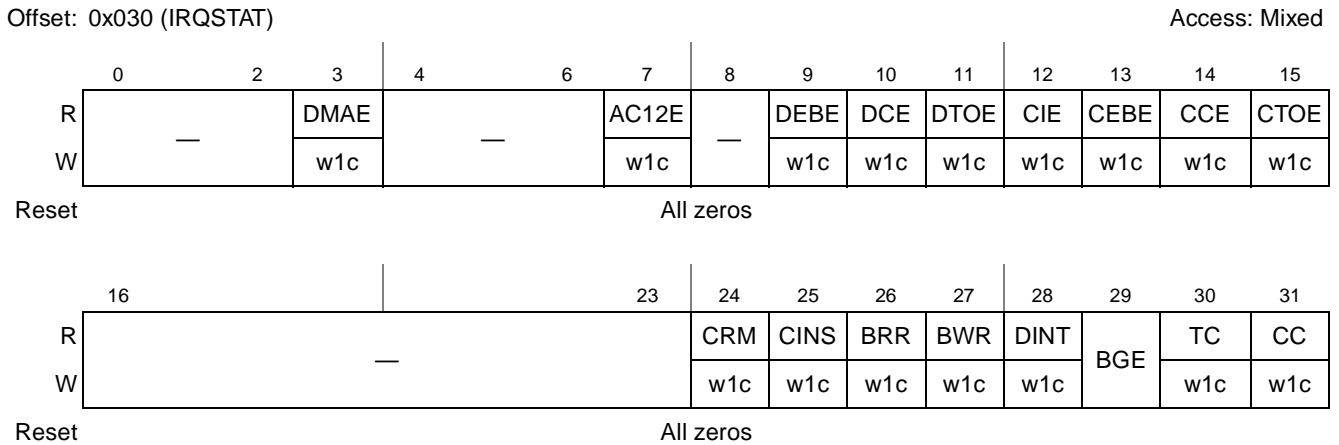 Offset: 0x030 (IRQSTAT) Access: Mixed
0 2 3 4 6 7 8 9 10 11 12 13 14 15
R — DMAE — AC12E — DEBE DCE DTOE CIE CEBE CCE CTOE
W w1c w1c w1c w1c w1c w1c w1c w1c w1c
Reset All zeros
16 23 24 25 26 27 28 29 30 31
R — CRM CINS BRR BWR DINT BGE TC CC
W w1c w1c w1c w1c w1c w1c w1c
Reset All zeros